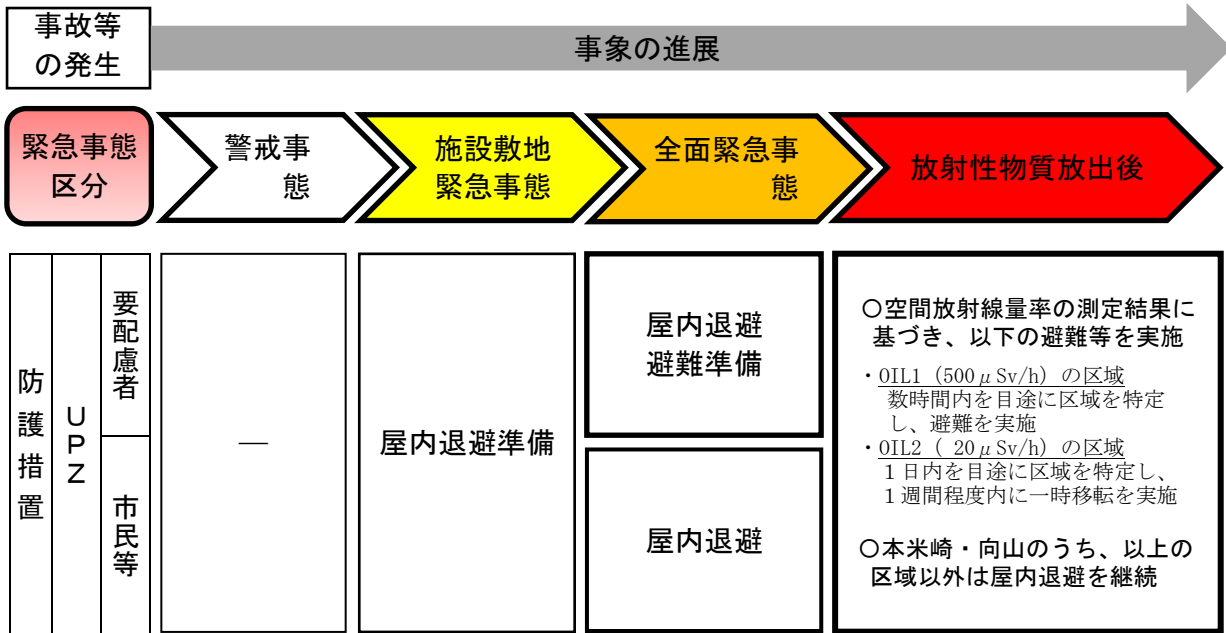 事故等
の発生
事象の進展
緊急事態
区分
警戒事
態
施設敷地
緊急事態
全面緊急事
態
放射性物質放出後
防護措置
UPZ
要配慮者
市民等
―
屋内退避準備
屋内退避
避難準備
屋内退避
○空間放射線量率の測定結果に
基づき、以下の避難等を実施
・OIL1（500μSv/h）の区域
数時間内を目途に区域を特定
し、避難を実施
・OIL2（ 20μSv/h）の区域
１日内を目途に区域を特定し、
１週間程度内に一時移転を実施
○本米崎・向山のうち、以上の
区域以外は屋内退避を継続